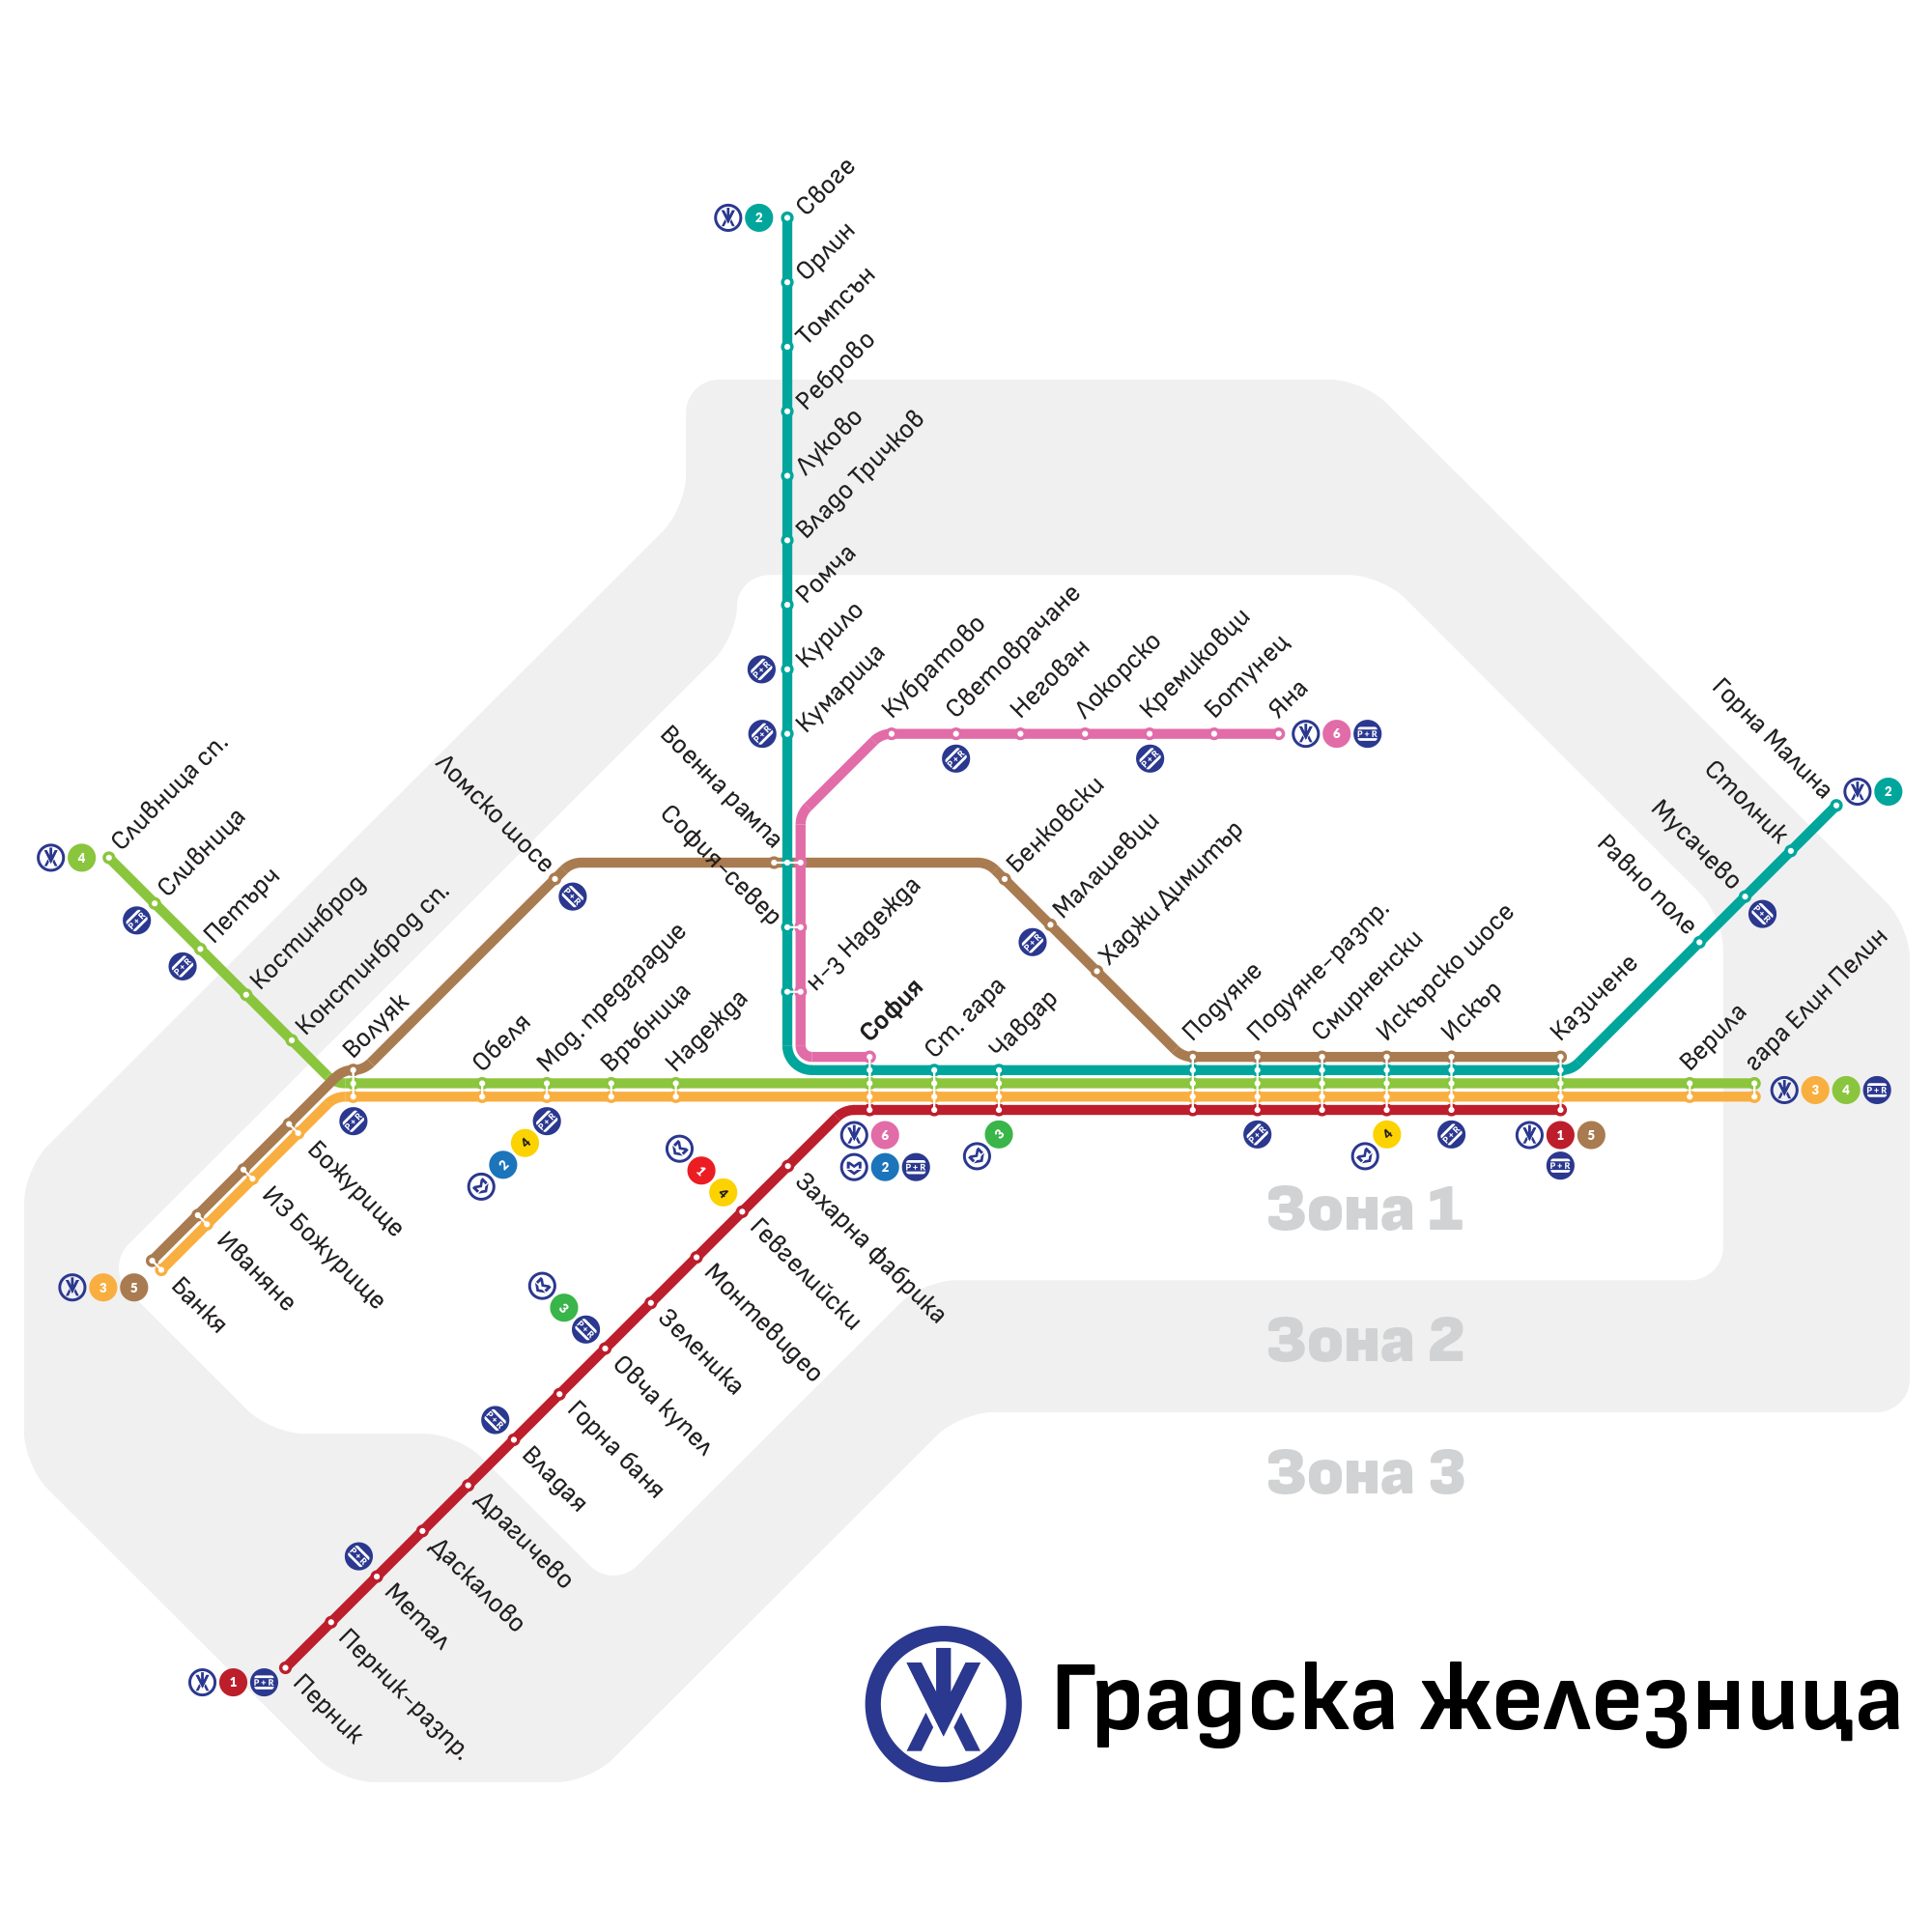 Своге
2
Орлин
Томпсън
Реброво
Луково
Владо Тричков
Ромча
Курило
P+R
Кумарица
P+R
Кубратово
Световрачане
P+R
Негован
Локорско
Кремиковци
P+R
Ботунец
Яна
6
P+R
Военна рампа
София-север
н-3 Надежда
Ломско шосе
P+R
Бенковски
Малашевци
P+R
Хаджи Димитър
Горна Малина
2
Столник
Мусачево
P+R
Равно поле
Сливница сп.
4
Сливница
P+R
Петърч
P+R
Костинброд
Констинброд сп.
Волуяк
P+R
Обеля
Мод. предградие
P+R
4
2
Връбница
Надежда
София
6
2
P+R
Ст. гара
Чавдар
3
Подуяне
Подуяне-разпр.
P+R
Смирненски
Искърско шосе
4
Искър
P+R
Казичене
1
5
P+R
Верила
гара Елин Пелин
3
4
P+R
Божурище
ИЗ Божурище
Иваняне
Банкя
3
5
Захарна фабрика
1
4
Гевгелийски
Монтевидео
Зеленика
3
P+R
Овча купел
Горна баня
P+R
Владая
Драгичево
Даскалово
P+R
Метал
Перник-разпр.
Перник
1
P+R
Зона 1
Зона 2
Зона 3
Градска железница